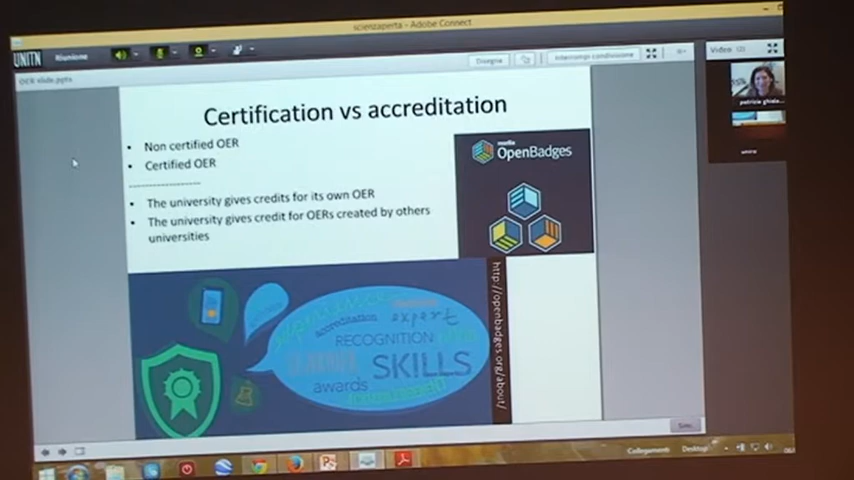 scienzaperta - Adobe Connect
UNITN
Riunione
Disegna
Interrompi condivisione
Video
OER slide.pptx
Certification vs accreditation
• Non certified OER
• Certified OER
--------------------
• The university gives credits for its own OER
• The university gives credit for OERs created by others
universities
mozilla
OpenBadges
http://openbadges.org/about/
experience
accreditation
expert
RECOGNITION
SKILLS
awards
Collegamenti
Desktop